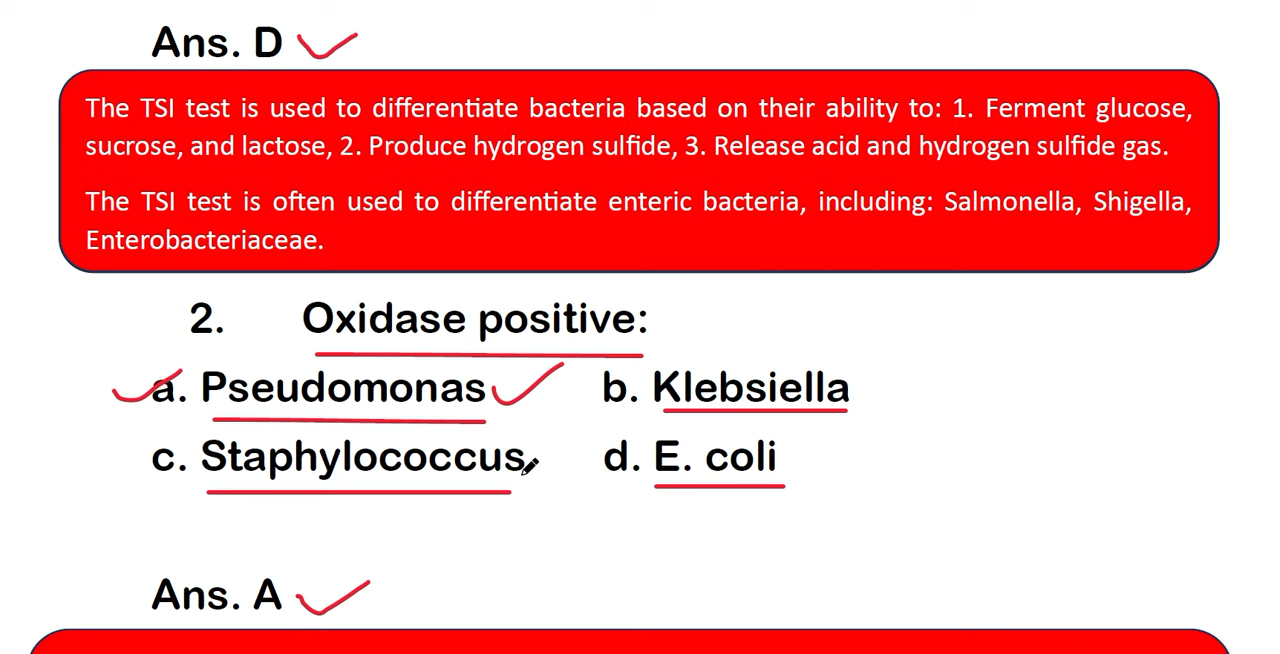 Ans. D
The TSI test is used to differentiate bacteria based on their ability to: 1. Ferment glucose,
sucrose, and lactose, 2. Produce hydrogen sulfide, 3. Release acid and hydrogen sulfide gas.
The TSI test is often used to differentiate enteric bacteria, including: Salmonella, Shigella,
Enterobacteriaceae.
2. Oxidase positive:
a. Pseudomonas b. Klebsiella
c. Staphylococcus d. E. coli
Ans. A